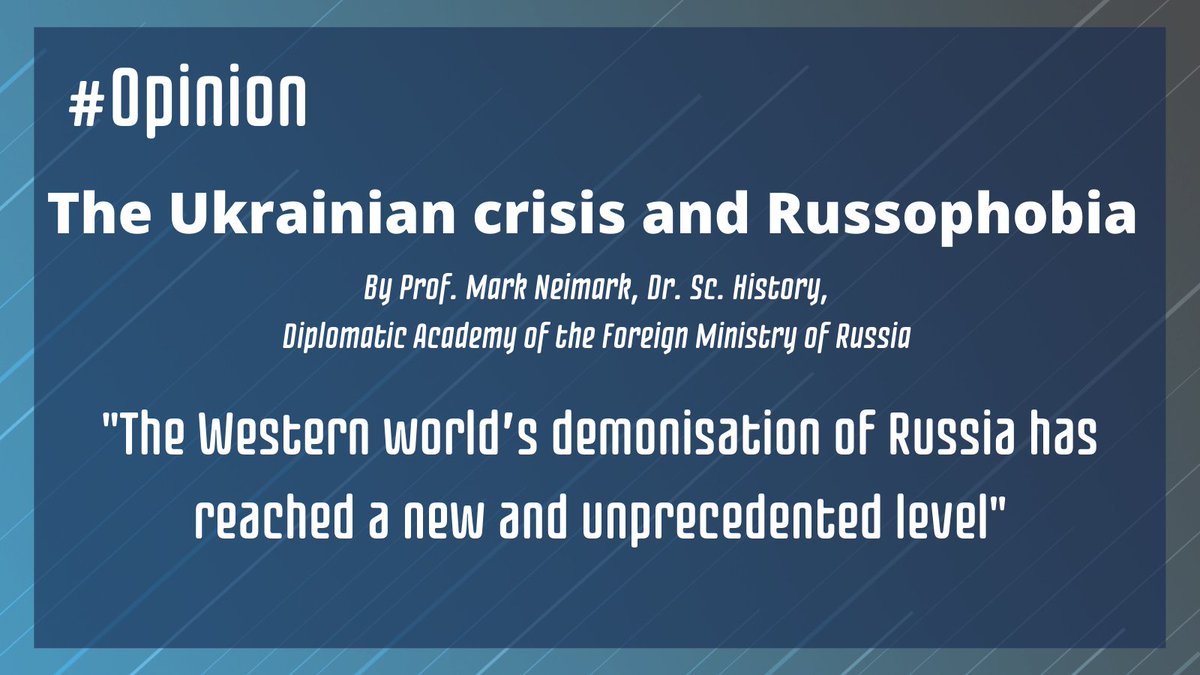 #Opinion
The Ukrainian crisis and Russophobia
By Prof. Mark Neimark, Dr. Sc. History,
Diplomatic Academy of the Foreign Ministry of Russia
"The Western world’s demonisation of Russia has
reached a new and unprecedented level"